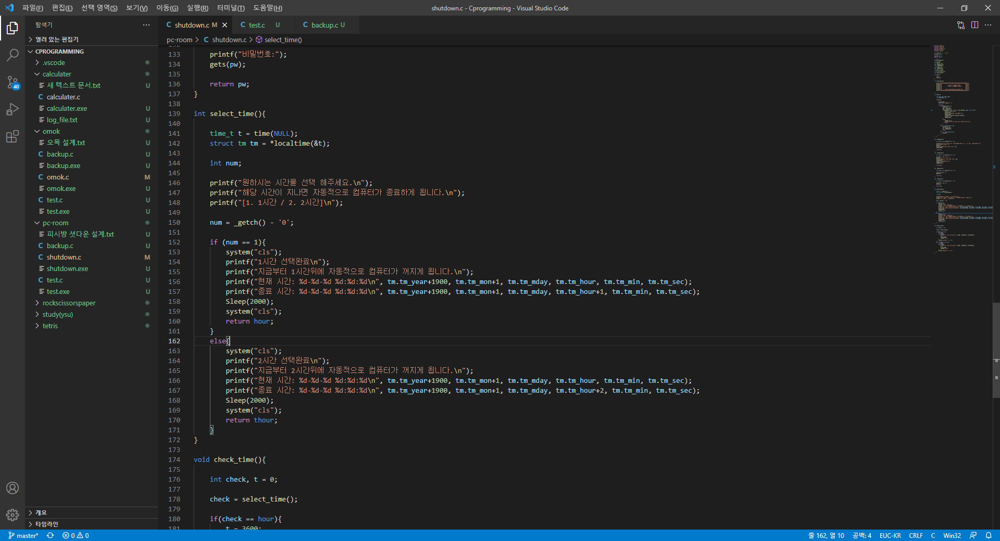 파일(F) 편집(E) 선택 영역(S) 보기(V) 이동(G) 실행(R) 터미널(T) 도움말(H)
shutdown.c - Cprogramming - Visual Studio Code
탐색기
열려 있는 편집기
CPROGRAMMING
.vscode
calculater
새 텍스트 문서.txt U
calculater.c
calculater.exe U
log_file.txt U
omok
오목 설계.txt U
backup.c U
backup.exe U
omok.c M
omok.exe U
test.c U
test.exe U
pc-room
피시방 셧다운 설계.txt U
backup.c U
shutdown.c M
shutdown.exe U
test.c U
test.exe U
rockscissorspaper
study(ysu)
tetris
개요
타임라인
40
shutdown.c M test.c U backup.c U
pc-room > shutdown.c > select_time()
132
133 printf("비밀번호:");
134 gets(pw);
135
136 return pw;
137 }
138
139 int select_time(){
140
141 time_t t = time(NULL);
142 struct tm tm = *localtime(&t);
143
144 int num;
145
146 printf("원하시는 시간을 선택 해주세요.\n");
147 printf("해당 시간이 지나면 자동적으로 컴퓨터가 종료하게 됩니다.\n");
148 printf("[1. 1시간 / 2. 2시간]\n");
149
150 num = _getch() - '0';
151
152 if (num == 1){
153 system("cls");
154 printf("1시간 선택완료\n");
155 printf("지금부터 1시간뒤에 자동적으로 컴퓨터가 꺼지게 됩니다.\n");
156 printf("현재 시간: %d-%d-%d %d:%d:%d\n", tm.tm_year+1900, tm.tm_mon+1, tm.tm_mday, tm.tm_hour, tm.tm_min, tm.tm_sec);
157 printf("종료 시간: %d-%d-%d %d:%d:%d\n", tm.tm_year+1900, tm.tm_mon+1, tm.tm_mday, tm.tm_hour+1, tm.tm_min, tm.tm_sec);
158 Sleep(2000);
159 system("cls");
160 return hour;
161 }
162 else{
163 system("cls");
164 printf("2시간 선택완료\n");
165 printf("지금부터 2시간뒤에 자동적으로 컴퓨터가 꺼지게 됩니다.\n");
166 printf("현재 시간: %d-%d-%d %d:%d:%d\n", tm.tm_year+1900, tm.tm_mon+1, tm.tm_mday, tm.tm_hour, tm.tm_min, tm.tm_sec);
167 printf("종료 시간: %d-%d-%d %d:%d:%d\n", tm.tm_year+1900, tm.tm_mon+1, tm.tm_mday, tm.tm_hour+2, tm.tm_min, tm.tm_sec);
168 Sleep(2000);
169 system("cls");
170 return thour;
171 }
172 }
173
174 void check_time(){
175
176 int check, t = 0;
177
178 check = select_time();
179
180 if(check == hour){
181 t = 3600;
master* 0 0
줄 162, 열 10 공백: 4 EUC-KR CRLF C Win32